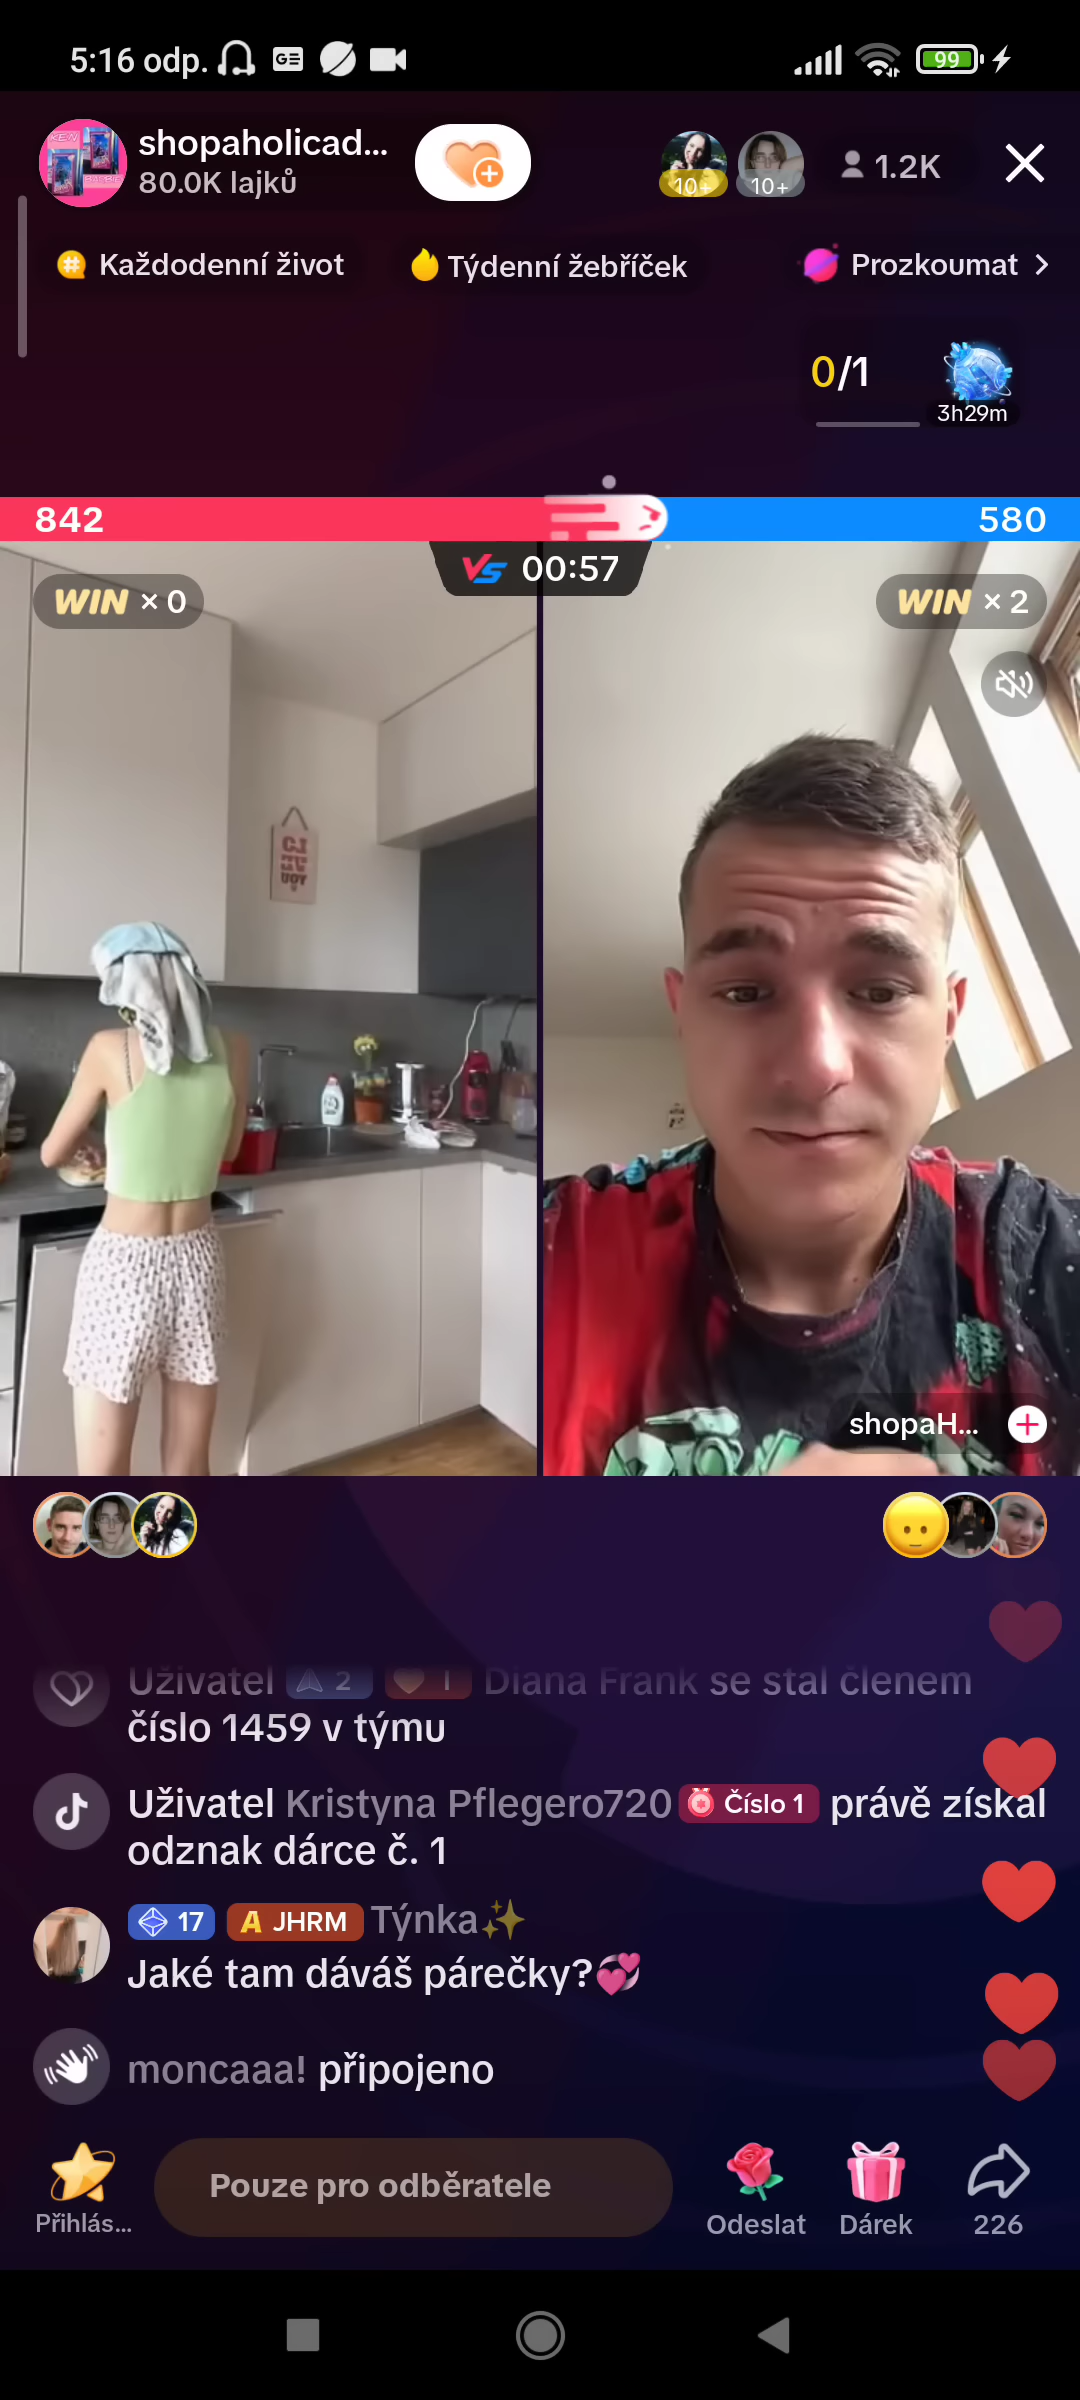 5:16 odp.
99
shopaholicad...
80.0K lajků
10+
10+
1.2K
Každodenní život
Týdenní žebříček
Prozkoumat
0/1
3h29m
842
580
VS 00:57
WIN × 0
WIN × 2
shopaH...
Uživatel 2 1 Diana Frank se stal členem
číslo 1459 v týmu
Uživatel Kristyna Pflegero720 Číslo 1 právě získal
odznak dárce č. 1
17 JHRM Týnka
Jaké tam dáváš párečky?
moncaaa! připojeno
Přihlás...
Pouze pro odběratele
Odeslat
Dárek
226